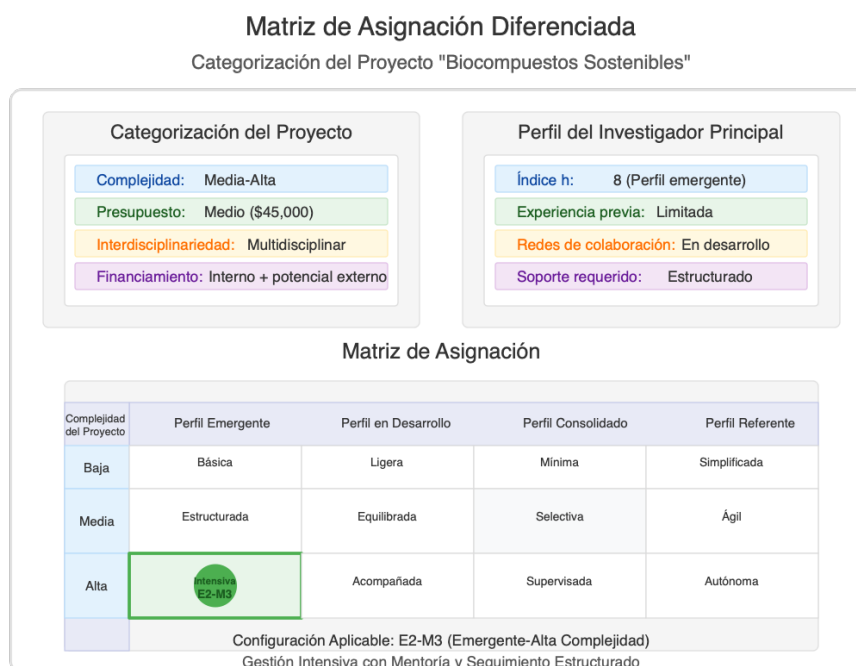 Matriz de Asignación Diferenciada
Categorización del Proyecto "Biocompuestos Sostenibles"
Categorización del Proyecto
Complejidad: Media-Alta
Presupuesto: Medio ($45,000)
Interdisciplinariedad: Multidisciplinar
Financiamiento: Interno + potencial externo
Perfil del Investigador Principal
Índice h: 8 (Perfil emergente)
Experiencia previa: Limitada
Redes de colaboración: En desarrollo
Soporte requerido: Estructurado
Matriz de Asignación
Complejidad
del Proyecto
Perfil Emergente
Perfil en Desarrollo
Perfil Consolidado
Perfil Referente
Baja
Básica
Ligera
Mínima
Simplificada
Media
Estructurada
Equilibrada
Selectiva
Ágil
Alta
Intensiva
E2-M3
Acompañada
Supervisada
Autónoma
Configuración Aplicable: E2-M3 (Emergente-Alta Complejidad)
Gestión Intensiva con Mentoría y Seguimiento Estructurado